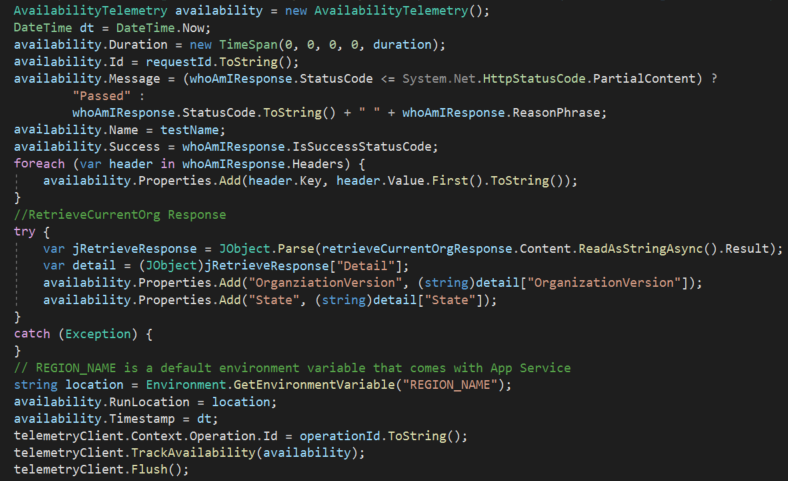 AvailabilityTelemetry availability = new AvailabilityTelemetry();
DateTime dt = DateTime.Now;
availability.Duration = new TimeSpan(0, 0, 0, 0, duration);
availability.Id = requestId.ToString();
availability.Message = (whoAmIResponse.StatusCode <= System.Net.HttpStatusCode.PartialContent) ?
"Passed" :
whoAmIResponse.StatusCode.ToString() + " " + whoAmIResponse.ReasonPhrase;
availability.Name = testName;
availability.Success = whoAmIResponse.IsSuccessStatusCode;
foreach (var header in whoAmIResponse.Headers) {
availability.Properties.Add(header.Key, header.Value.First().ToString());
}
//RetrieveCurrentOrg Response
try {
var jRetrieveResponse = JObject.Parse(retrieveCurrentOrgResponse.Content.ReadAsStringAsync().Result);
var detail = (JObject)jRetrieveResponse["Detail"];
availability.Properties.Add("OrganziationVersion", (string)detail["OrganizationVersion"]);
availability.Properties.Add("State", (string)detail["State"]);
}
catch (Exception) {
}
// REGION_NAME is a default environment variable that comes with App Service
string location = Environment.GetEnvironmentVariable("REGION_NAME");
availability.RunLocation = location;
availability.Timestamp = dt;
telemetryClient.Context.Operation.Id = operationId.ToString();
telemetryClient.TrackAvailability(availability);
telemetryClient.Flush();